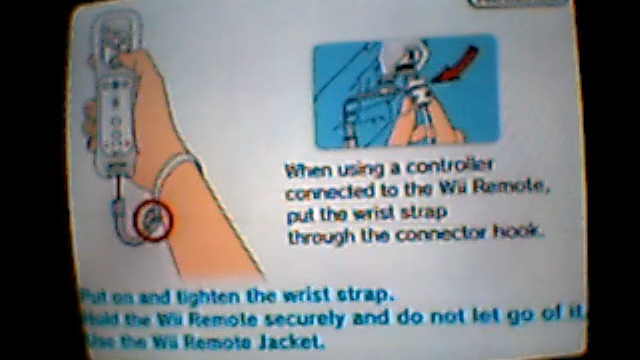 When using a controller
connected to the Wii Remote,
put the wrist strap
through the connector hook.
Put on and tighten the wrist strap.
Hold the Wii Remote securely and do not let go of it.
Use the Wii Remote Jacket.